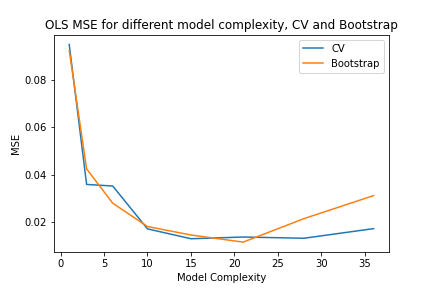 OLS MSE for different model complexity, CV and Bootstrap
CV
Bootstrap
MSE
0.08
0.06
0.04
0.02
0 5 10 15 20 25 30 35
Model Complexity